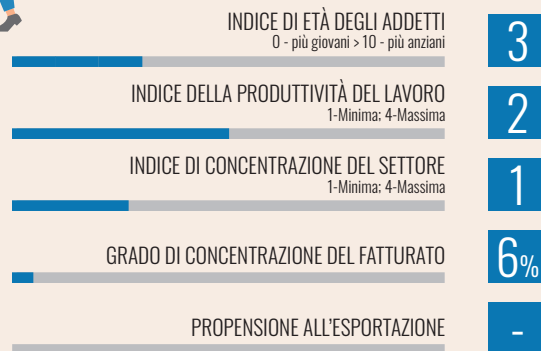 INDICE DI ETÀ DEGLI ADDETTI
0 - più giovani > 10 - più anziani
3
INDICE DELLA PRODUTTIVITÀ DEL LAVORO
1-Minima; 4-Massima
2
INDICE DI CONCENTRAZIONE DEL SETTORE
1-Minima; 4-Massima
1
GRADO DI CONCENTRAZIONE DEL FATTURATO
6%
PROPENSIONE ALL'ESPORTAZIONE
-